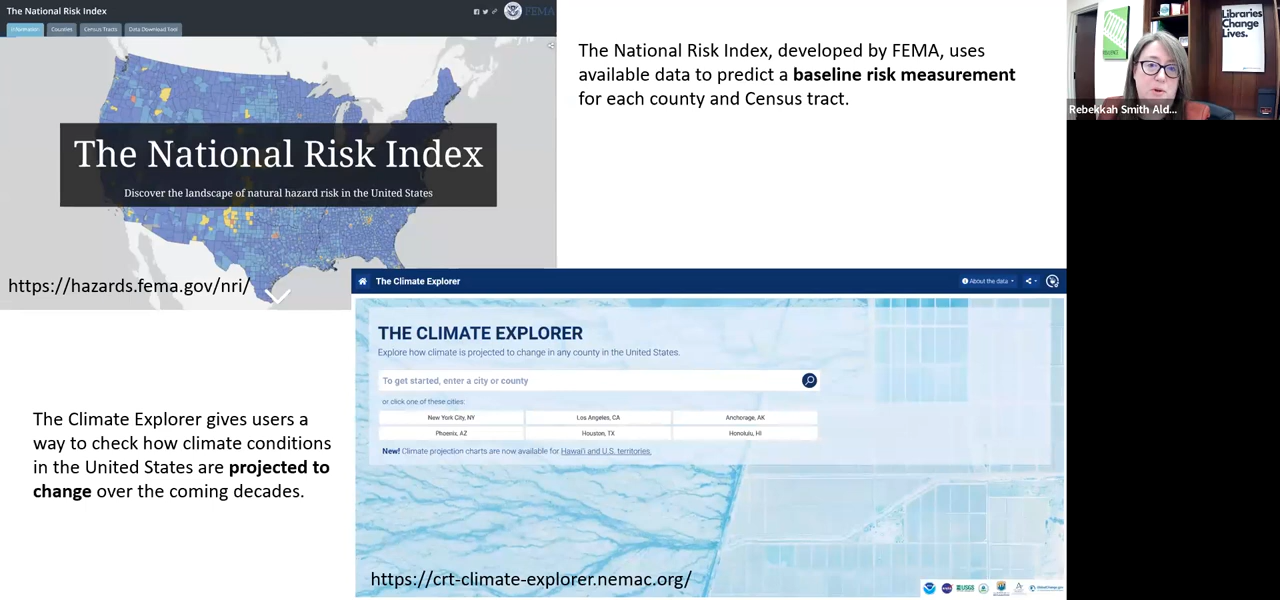 The National Risk Index
FEMA
Counties
Census Tracts
Data Download Tool
The National Risk Index
Discover the landscape of natural hazard risk in the United States
https://hazards.fema.gov/nri/
The National Risk Index, developed by FEMA, uses
available data to predict a baseline risk measurement
for each county and Census tract.
Libraries
Change
Lives.
Rebekkah Smith Ald...
The Climate Explorer
About the data
THE CLIMATE EXPLORER
Explore how climate is projected to change in any county in the United States.
To get started, enter a city or county
or click one of these cities:
New York City, NY
Los Angeles, CA
Anchorage, AK
Phoenix, AZ
Houston, TX
Honolulu, HI
New! Climate projection charts are now available for Hawai'i and U.S. territories.
The Climate Explorer gives users a
way to check how climate conditions
in the United States are projected to
change over the coming decades.
https://crt-climate-explorer.nemac.org/
USGS